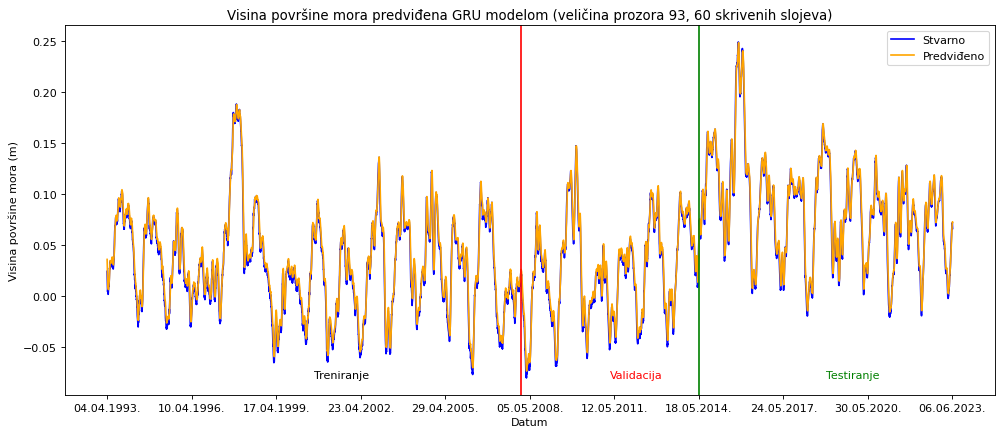 Visina površine mora predviđena GRU modelom (veličina prozora 93, 60 skrivenih slojeva)
Stvarno
Predviđeno
Visina površine mora (m)
0.25
0.20
0.15
0.10
0.05
0.00
−0.05
Treniranje
Validacija
Testiranje
04.04.1993.
10.04.1996.
17.04.1999.
23.04.2002.
29.04.2005.
05.05.2008.
12.05.2011.
18.05.2014.
24.05.2017.
30.05.2020.
06.06.2023.
Datum